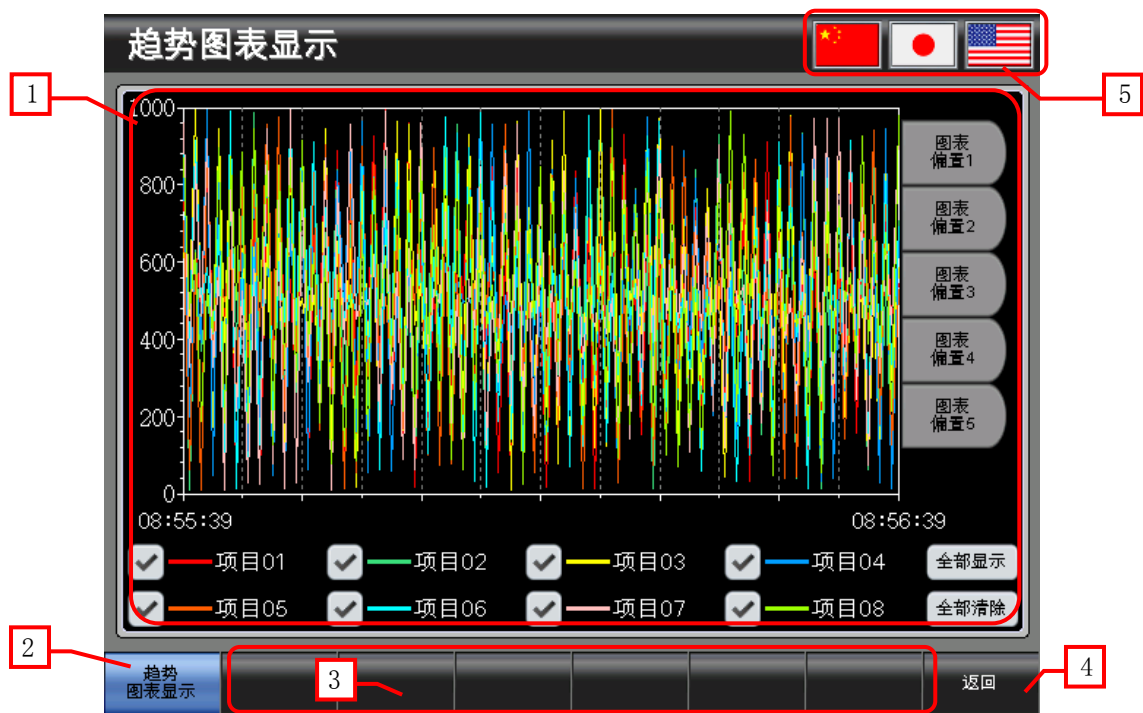 趋势图表显示
1
5
1000
800
600
400
200
0
图表
偏置1
图表
偏置2
图表
偏置3
图表
偏置4
图表
偏置5
08:55:39
08:56:39
项目01
项目02
项目03
项目04
全部显示
项目05
项目06
项目07
项目08
全部清除
2
趋势
图表显示
3
返回
4